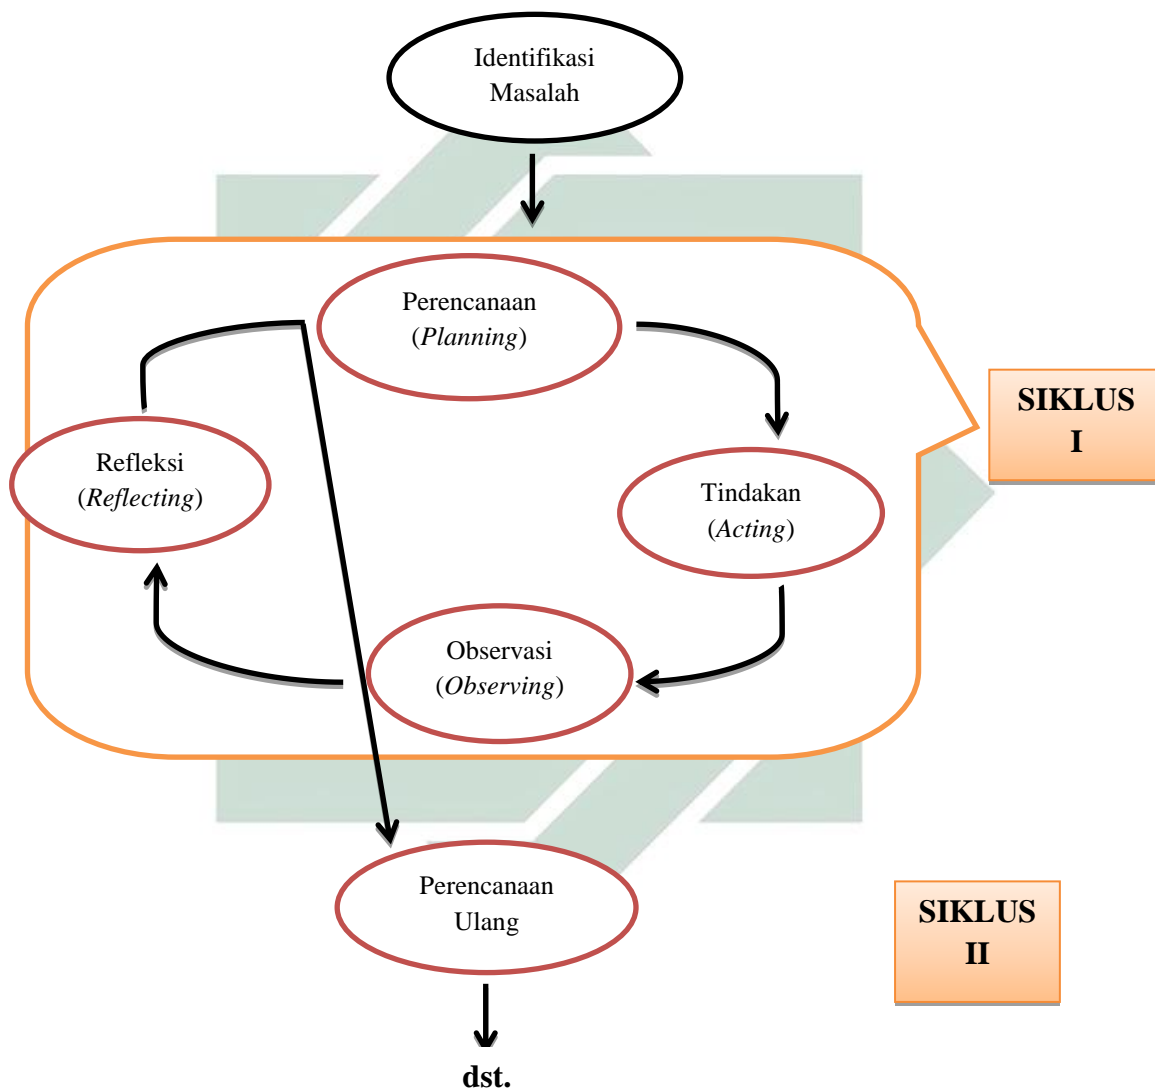 Identifikasi
Masalah
Perencanaan
(Planning)
SIKLUS
I
Refleksi
(Reflecting)
Tindakan
(Acting)
Observasi
(Observing)
Perencanaan
Ulang
SIKLUS
II
dst.